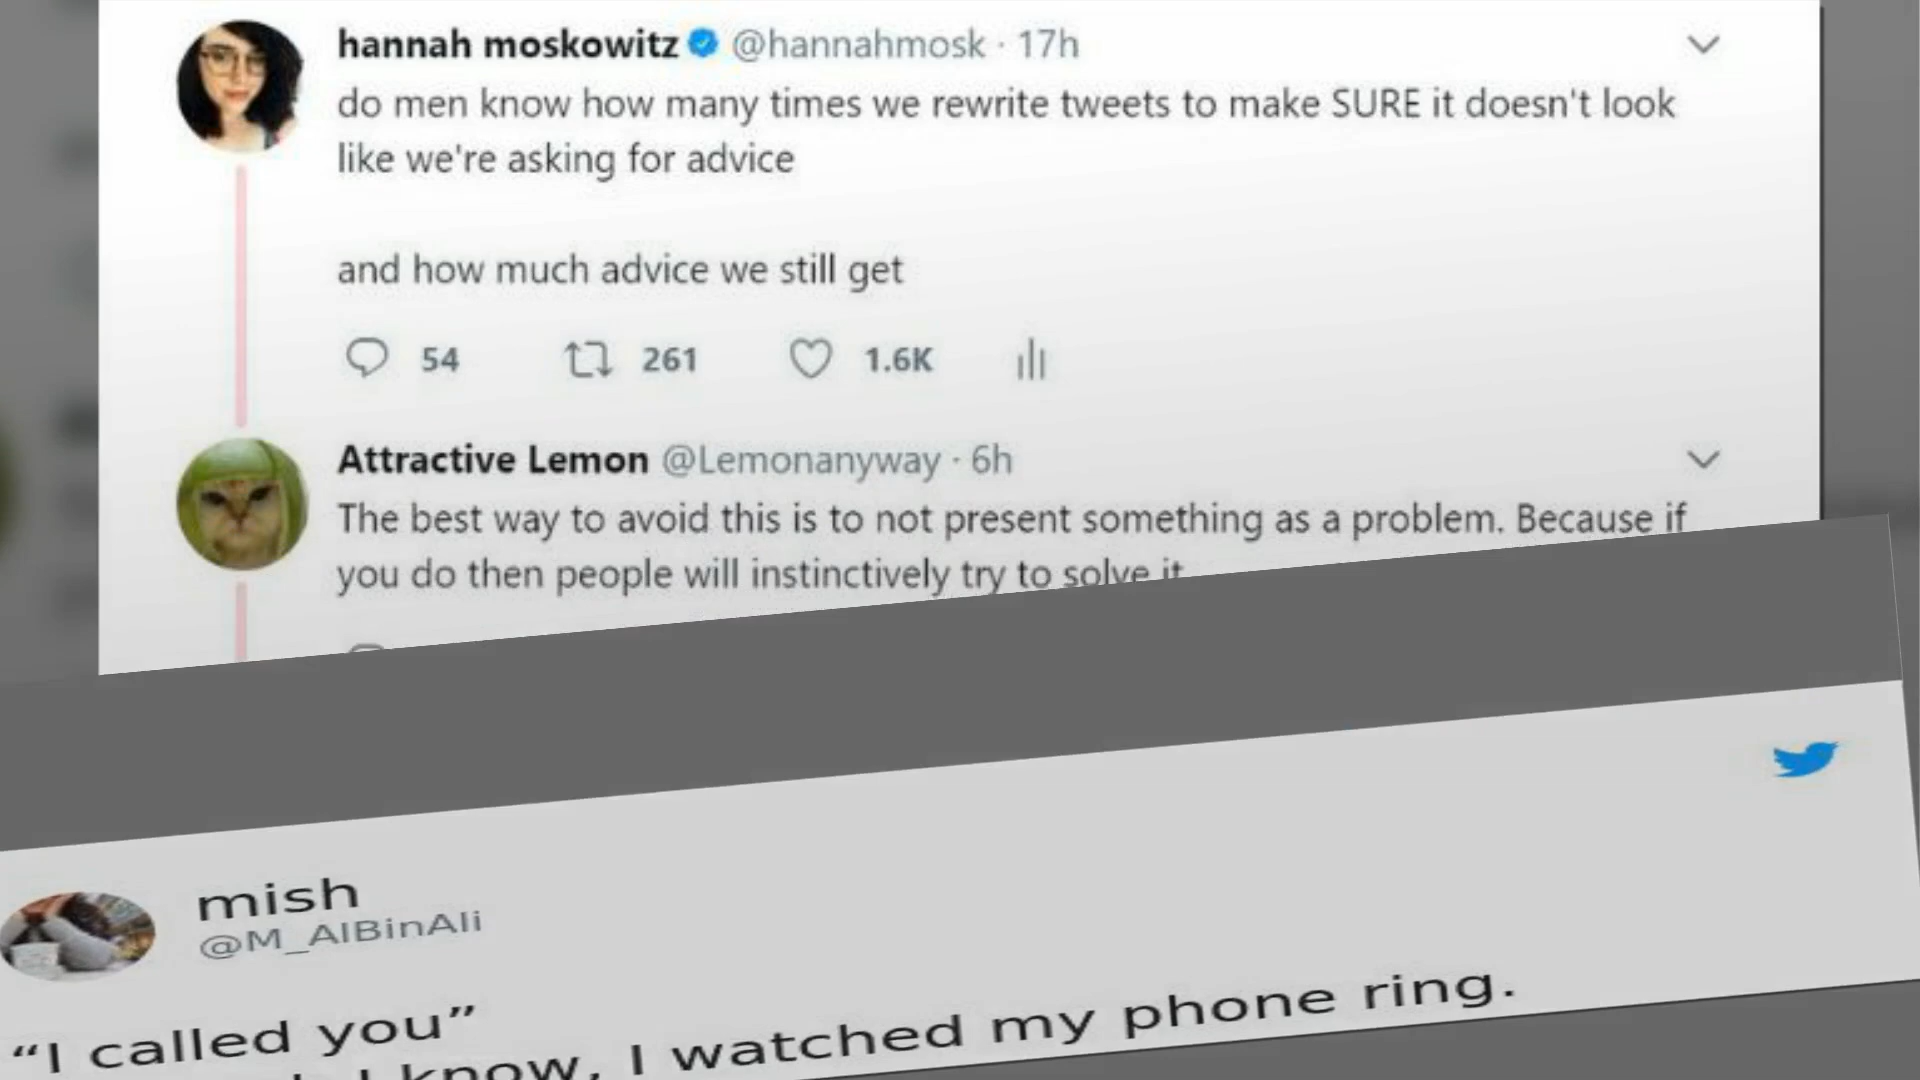 hannah moskowitz @hannahmosk · 17h
do men know how many times we rewrite tweets to make SURE it doesn't look
like we're asking for advice
and how much advice we still get
54 261 1.6K
Attractive Lemon @Lemonanyway · 6h
The best way to avoid this is to not present something as a problem. Because if
you do then people will instinctively try to solve it
mish
@M_AlBinAli
“I called you”
I know, I watched my phone ring.